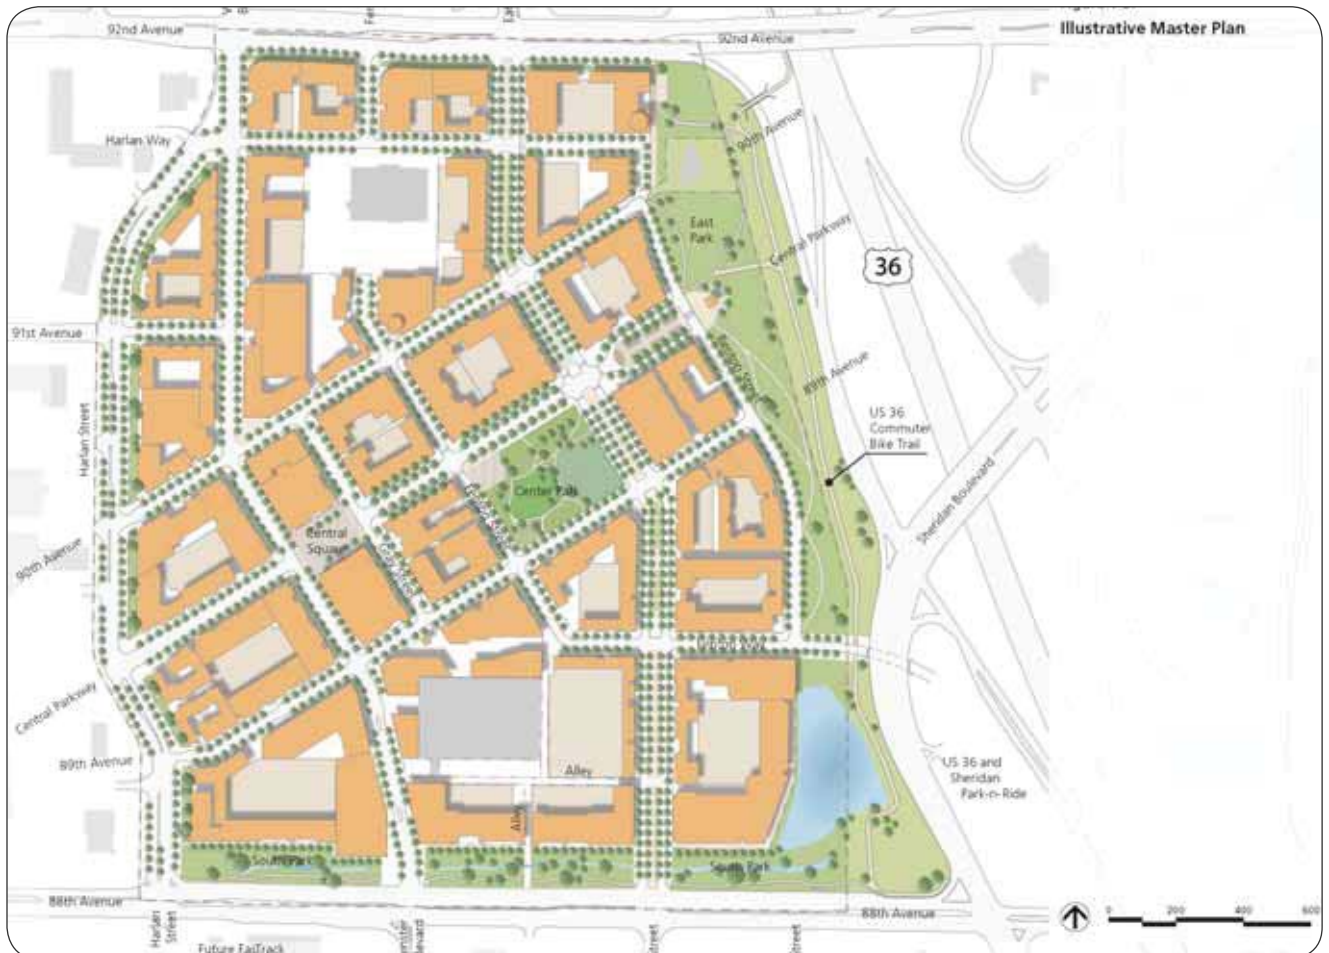 Illustrative Master Plan
92nd Avenue
92nd Avenue
Harlan Way
90th Avenue
East
Park
Central Parkway
36
91st Avenue
89th Avenue
US 36
Commuter
Bike Trail
Harlan Street
Center Park
Sheridan Boulevard
Central
Square
90th Avenue
Central Parkway
89th Avenue
Alley
Alley
US 36 and
Sheridan
Park-n-Ride
South Park
South Park
88th Avenue
88th Avenue
Harlan
Street
Street
Street
0
200
400
600